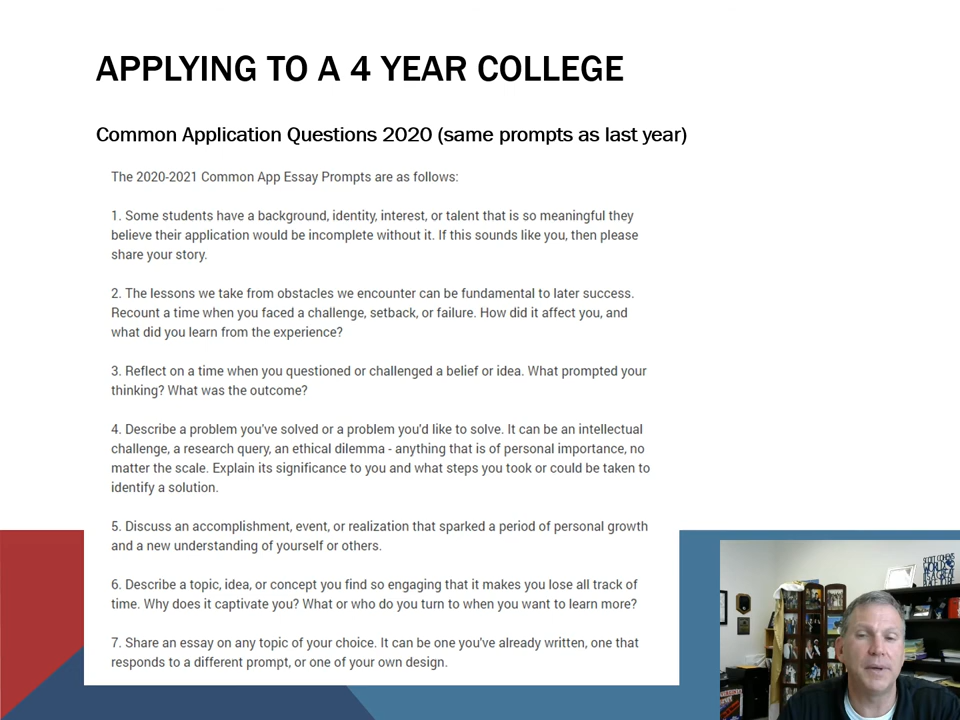 APPLYING TO A 4 YEAR COLLEGE
Common Application Questions 2020 (same prompts as last year)
The 2020-2021 Common App Essay Prompts are as follows:
1. Some students have a background, identity, interest, or talent that is so meaningful they
believe their application would be incomplete without it. If this sounds like you, then please
share your story.
2. The lessons we take from obstacles we encounter can be fundamental to later success.
Recount a time when you faced a challenge, setback, or failure. How did it affect you, and
what did you learn from the experience?
3. Reflect on a time when you questioned or challenged a belief or idea. What prompted your
thinking? What was the outcome?
4. Describe a problem you've solved or a problem you'd like to solve. It can be an intellectual
challenge, a research query, an ethical dilemma - anything that is of personal importance, no
matter the scale. Explain its significance to you and what steps you took or could be taken to
identify a solution.
5. Discuss an accomplishment, event, or realization that sparked a period of personal growth
and a new understanding of yourself or others.
6. Describe a topic, idea, or concept you find so engaging that it makes you lose all track of
time. Why does it captivate you? What or who do you turn to when you want to learn more?
7. Share an essay on any topic of your choice. It can be one you've already written, one that
responds to a different prompt, or one of your own design.